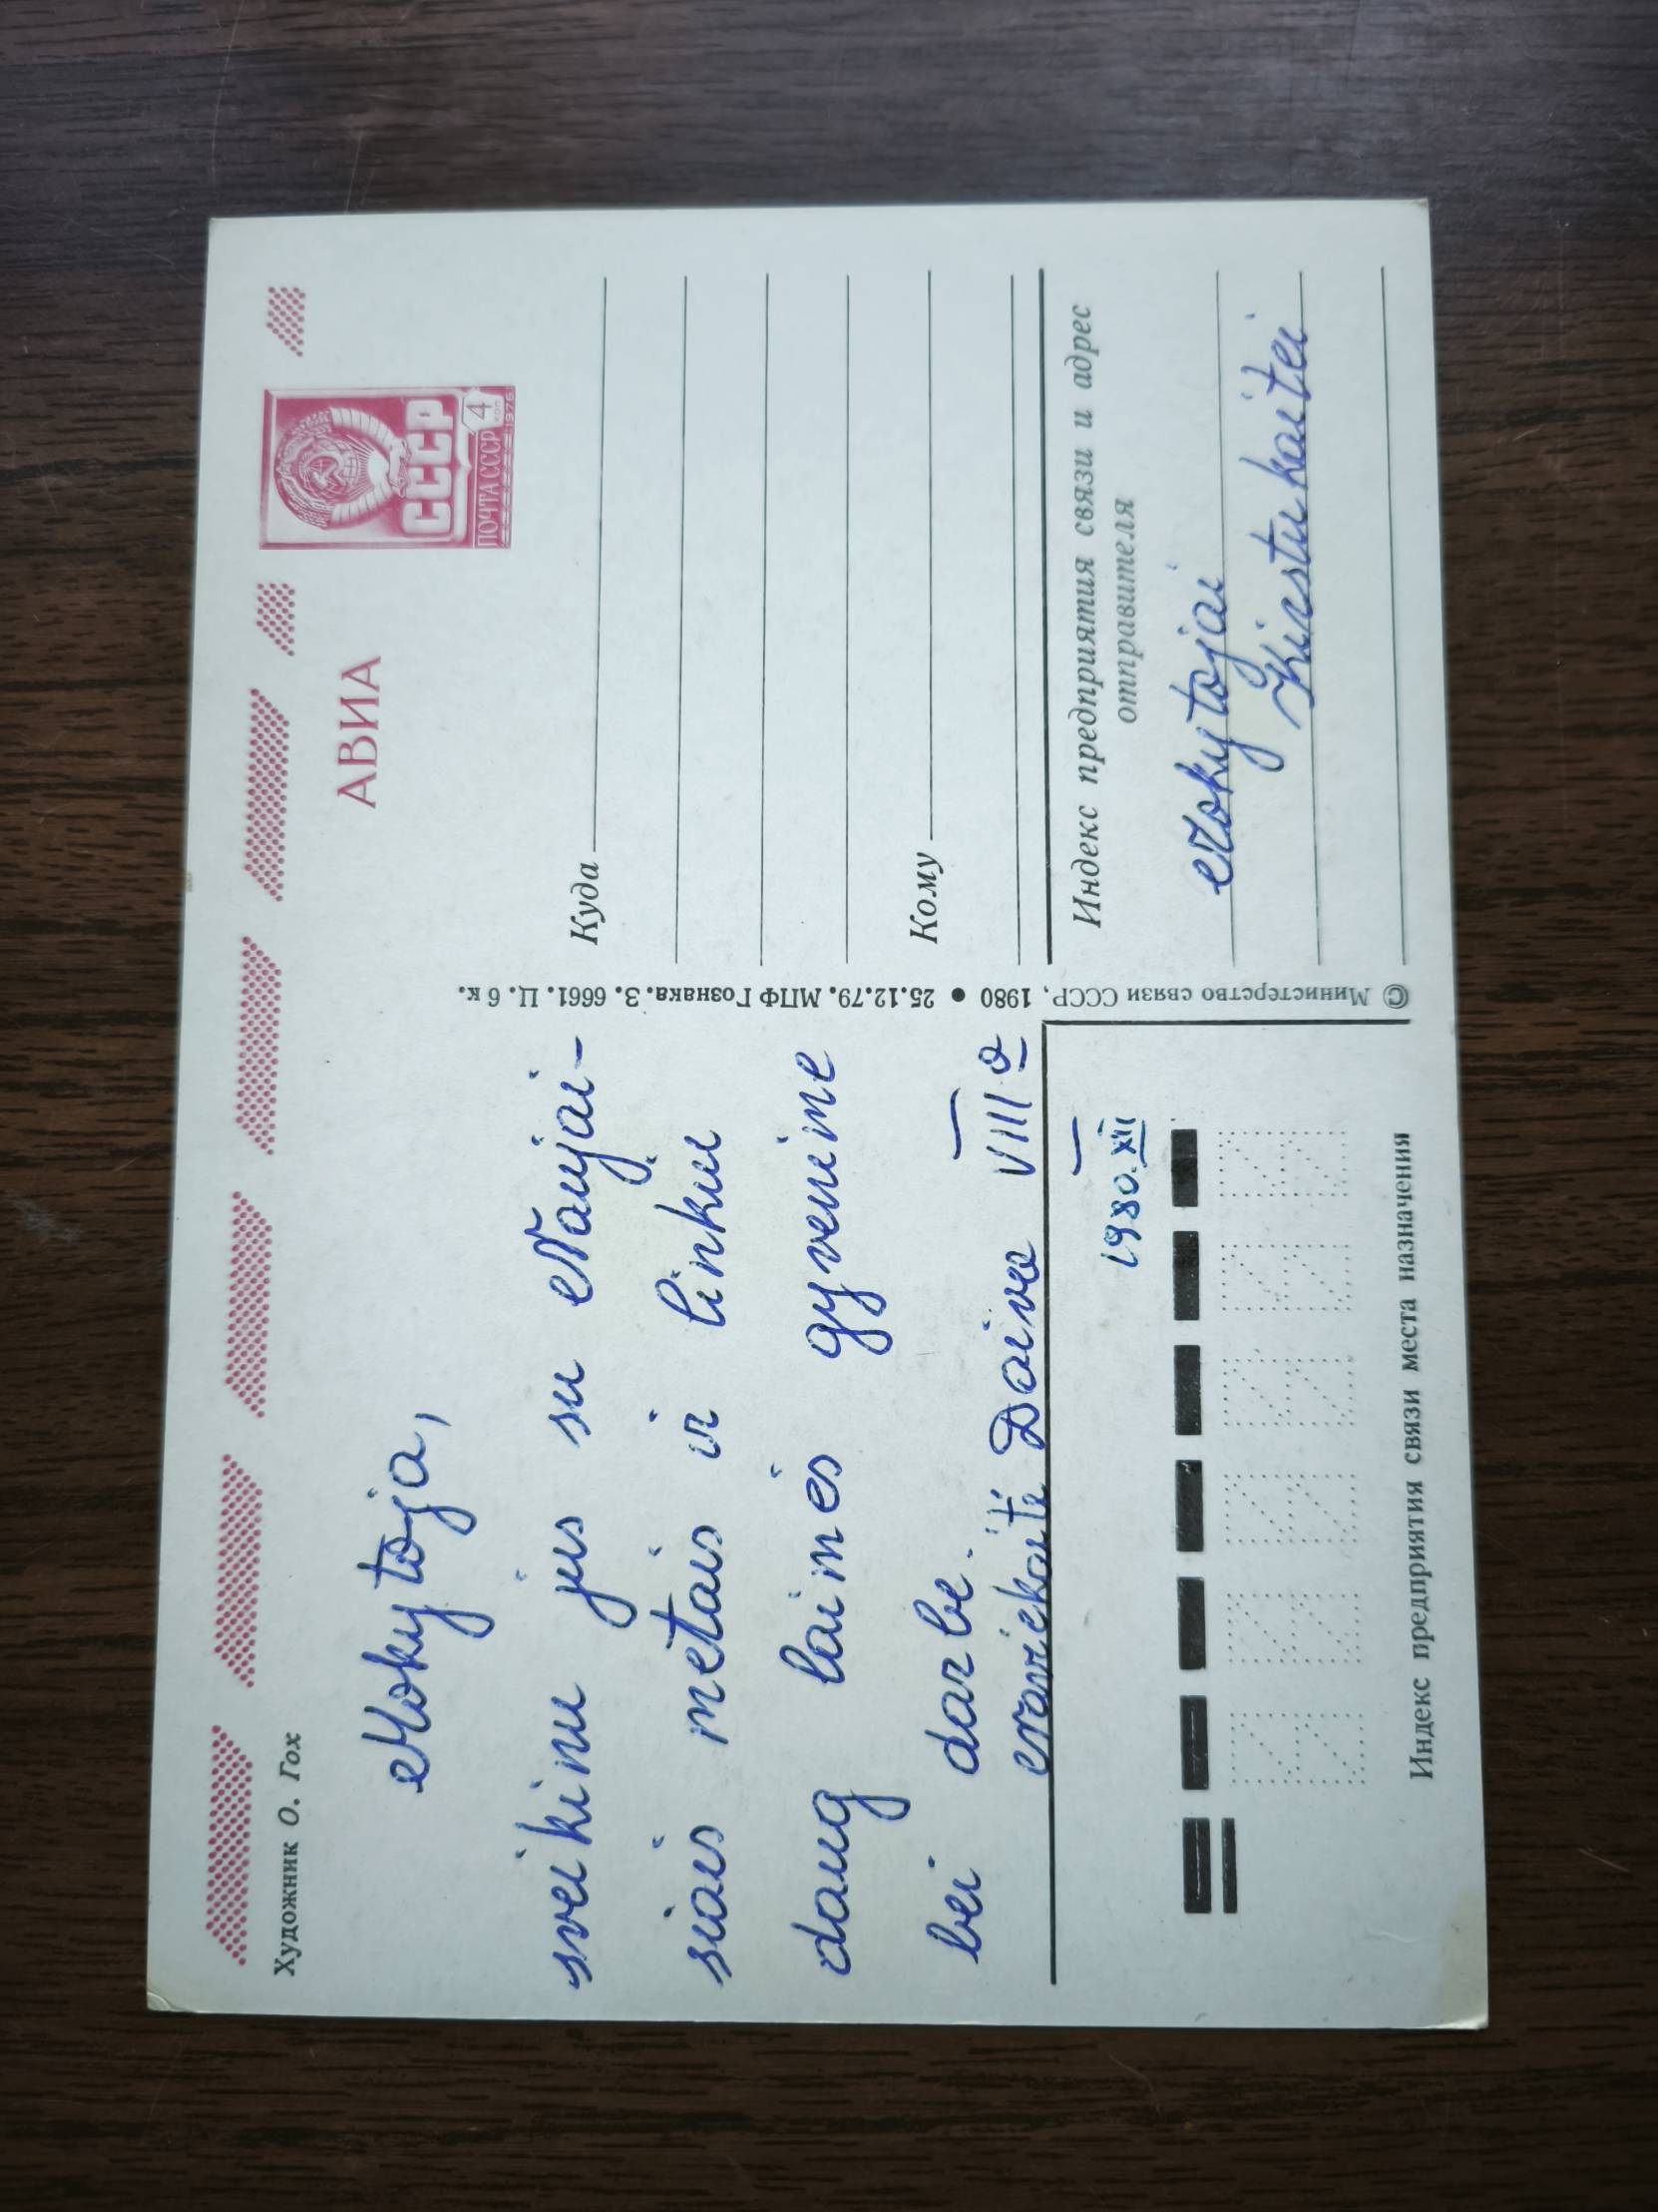 Художник О. Гох
АВИА
СССР
ПОЧТА СССР 4
коп
1976
Mokytoja,
sveikinu jus su Naujai-
siais metais ir linkiu
daug laimės gyvenime
bei darbe.
Daiva VIII a
1980.XII
© Министерство связи СССР, 1980 ● 25.12.79. МПФ Гознака. З. 6661. Ц. 6 к.
Куда
Кому
Индекс предприятия связи и адрес
отправителя
Mokytojai
Kirstukaitei
Индекс предприятия связи места назначения